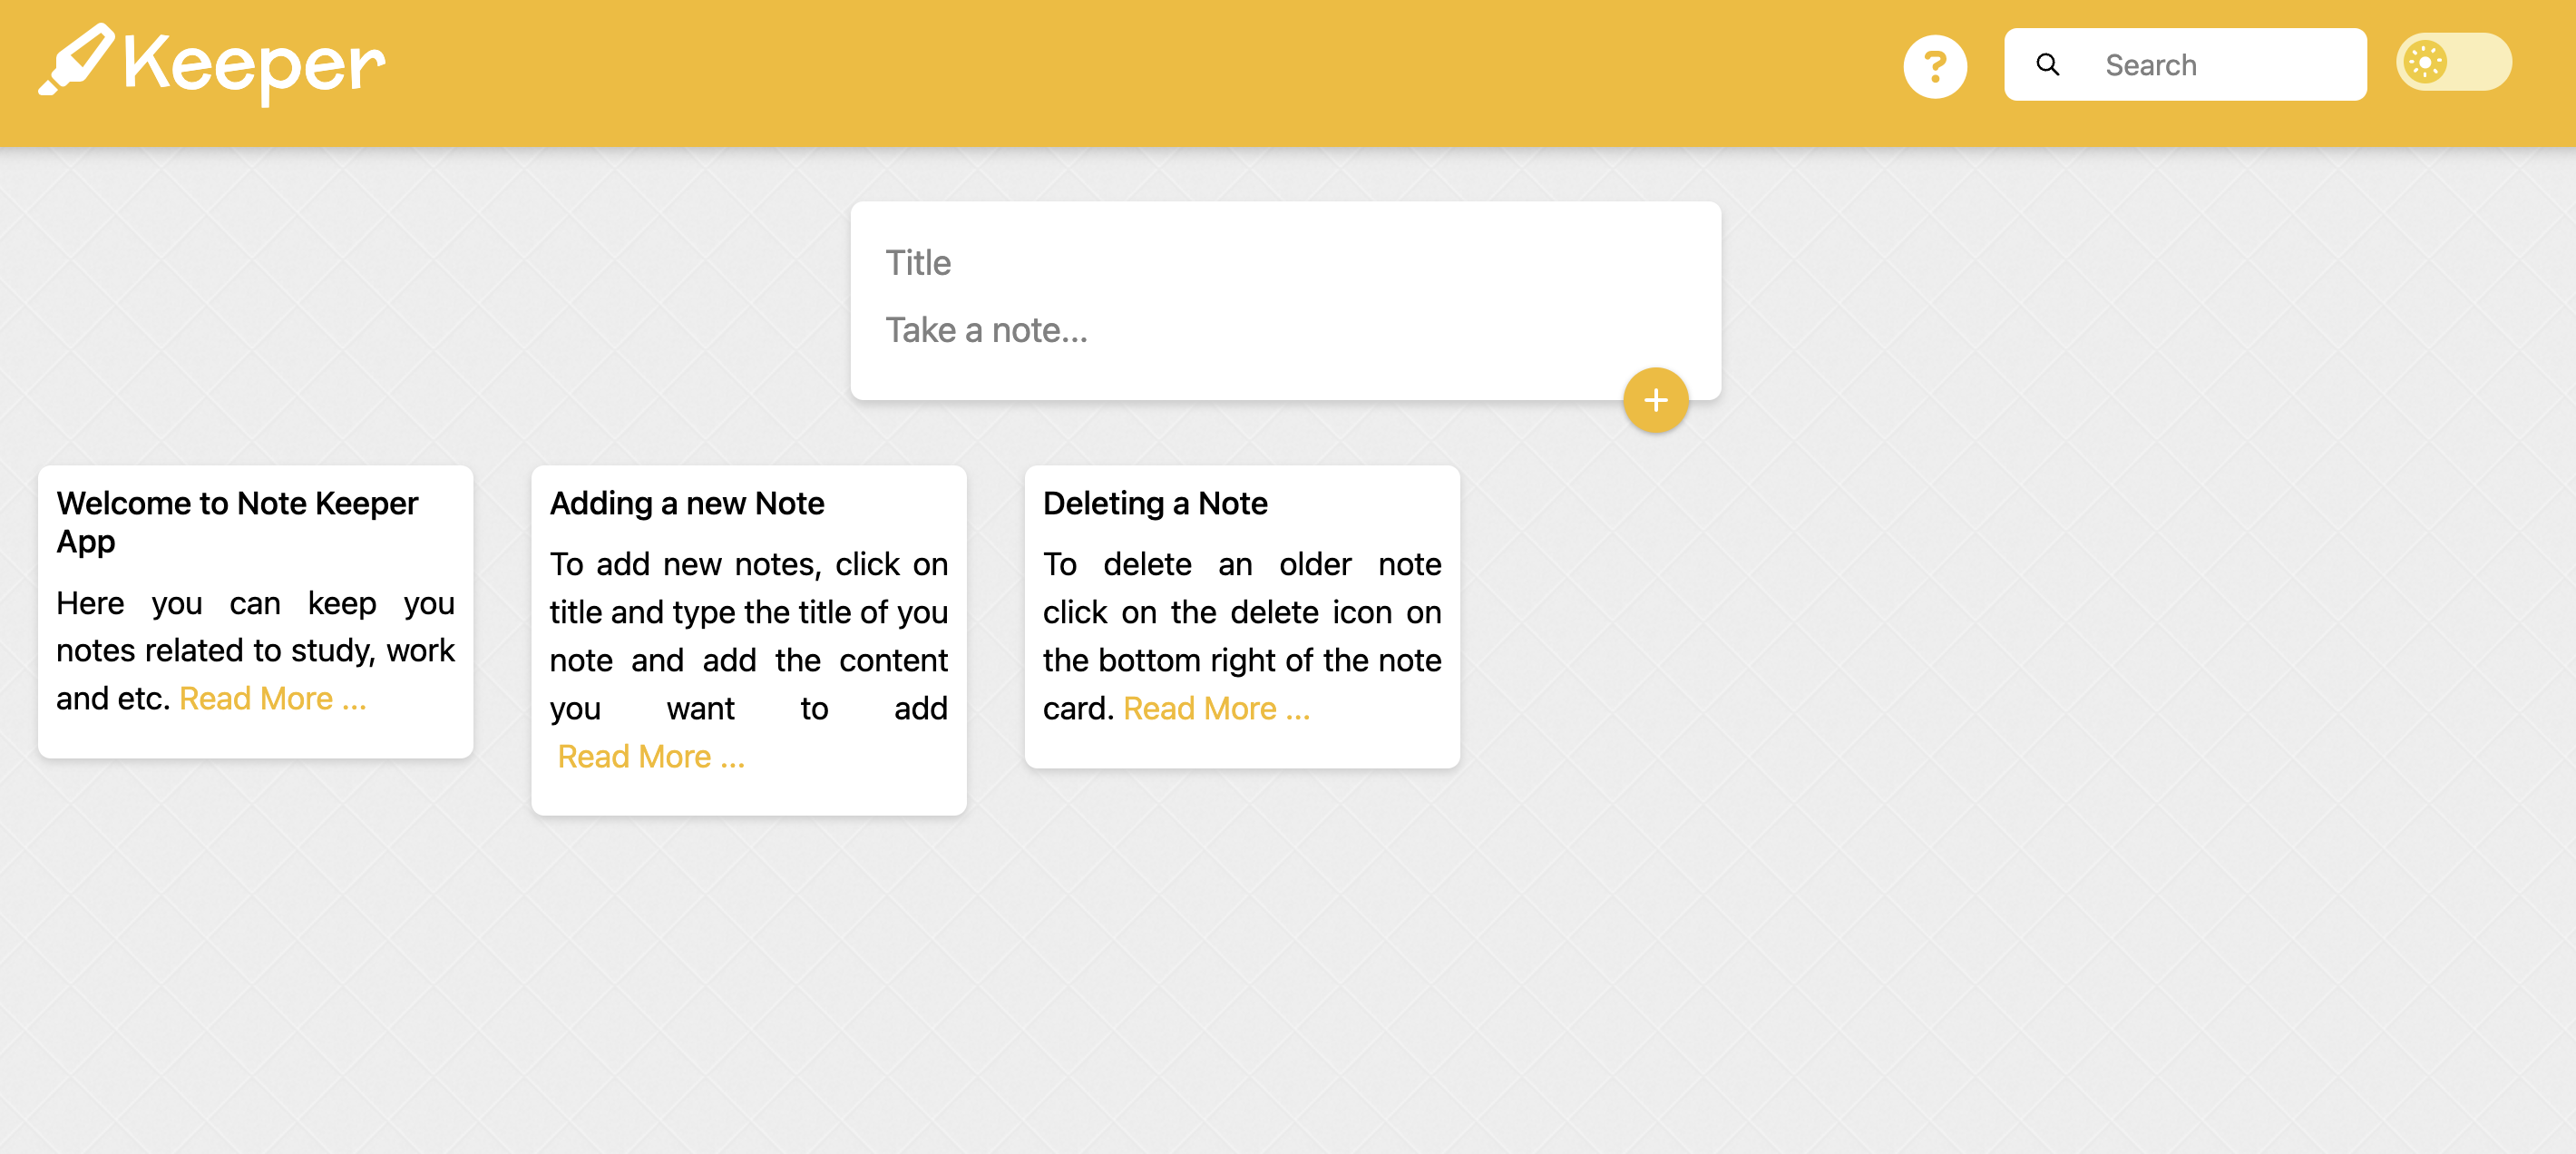 Keeper
?
Search
Title
Take a note...
+
Welcome to Note Keeper
App
Here you can keep you
notes related to study, work
and etc. Read More ...
Adding a new Note
To add new notes, click on
title and type the title of you
note and add the content
you want to add
Read More ...
Deleting a Note
To delete an older note
click on the delete icon on
the bottom right of the note
card. Read More ...